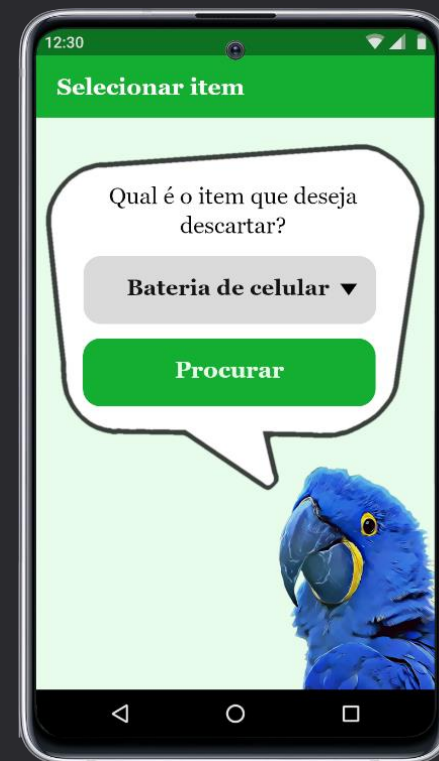 12:30
Selecionar item
Qual é o item que deseja
descartar?
Bateria de celular
Procurar